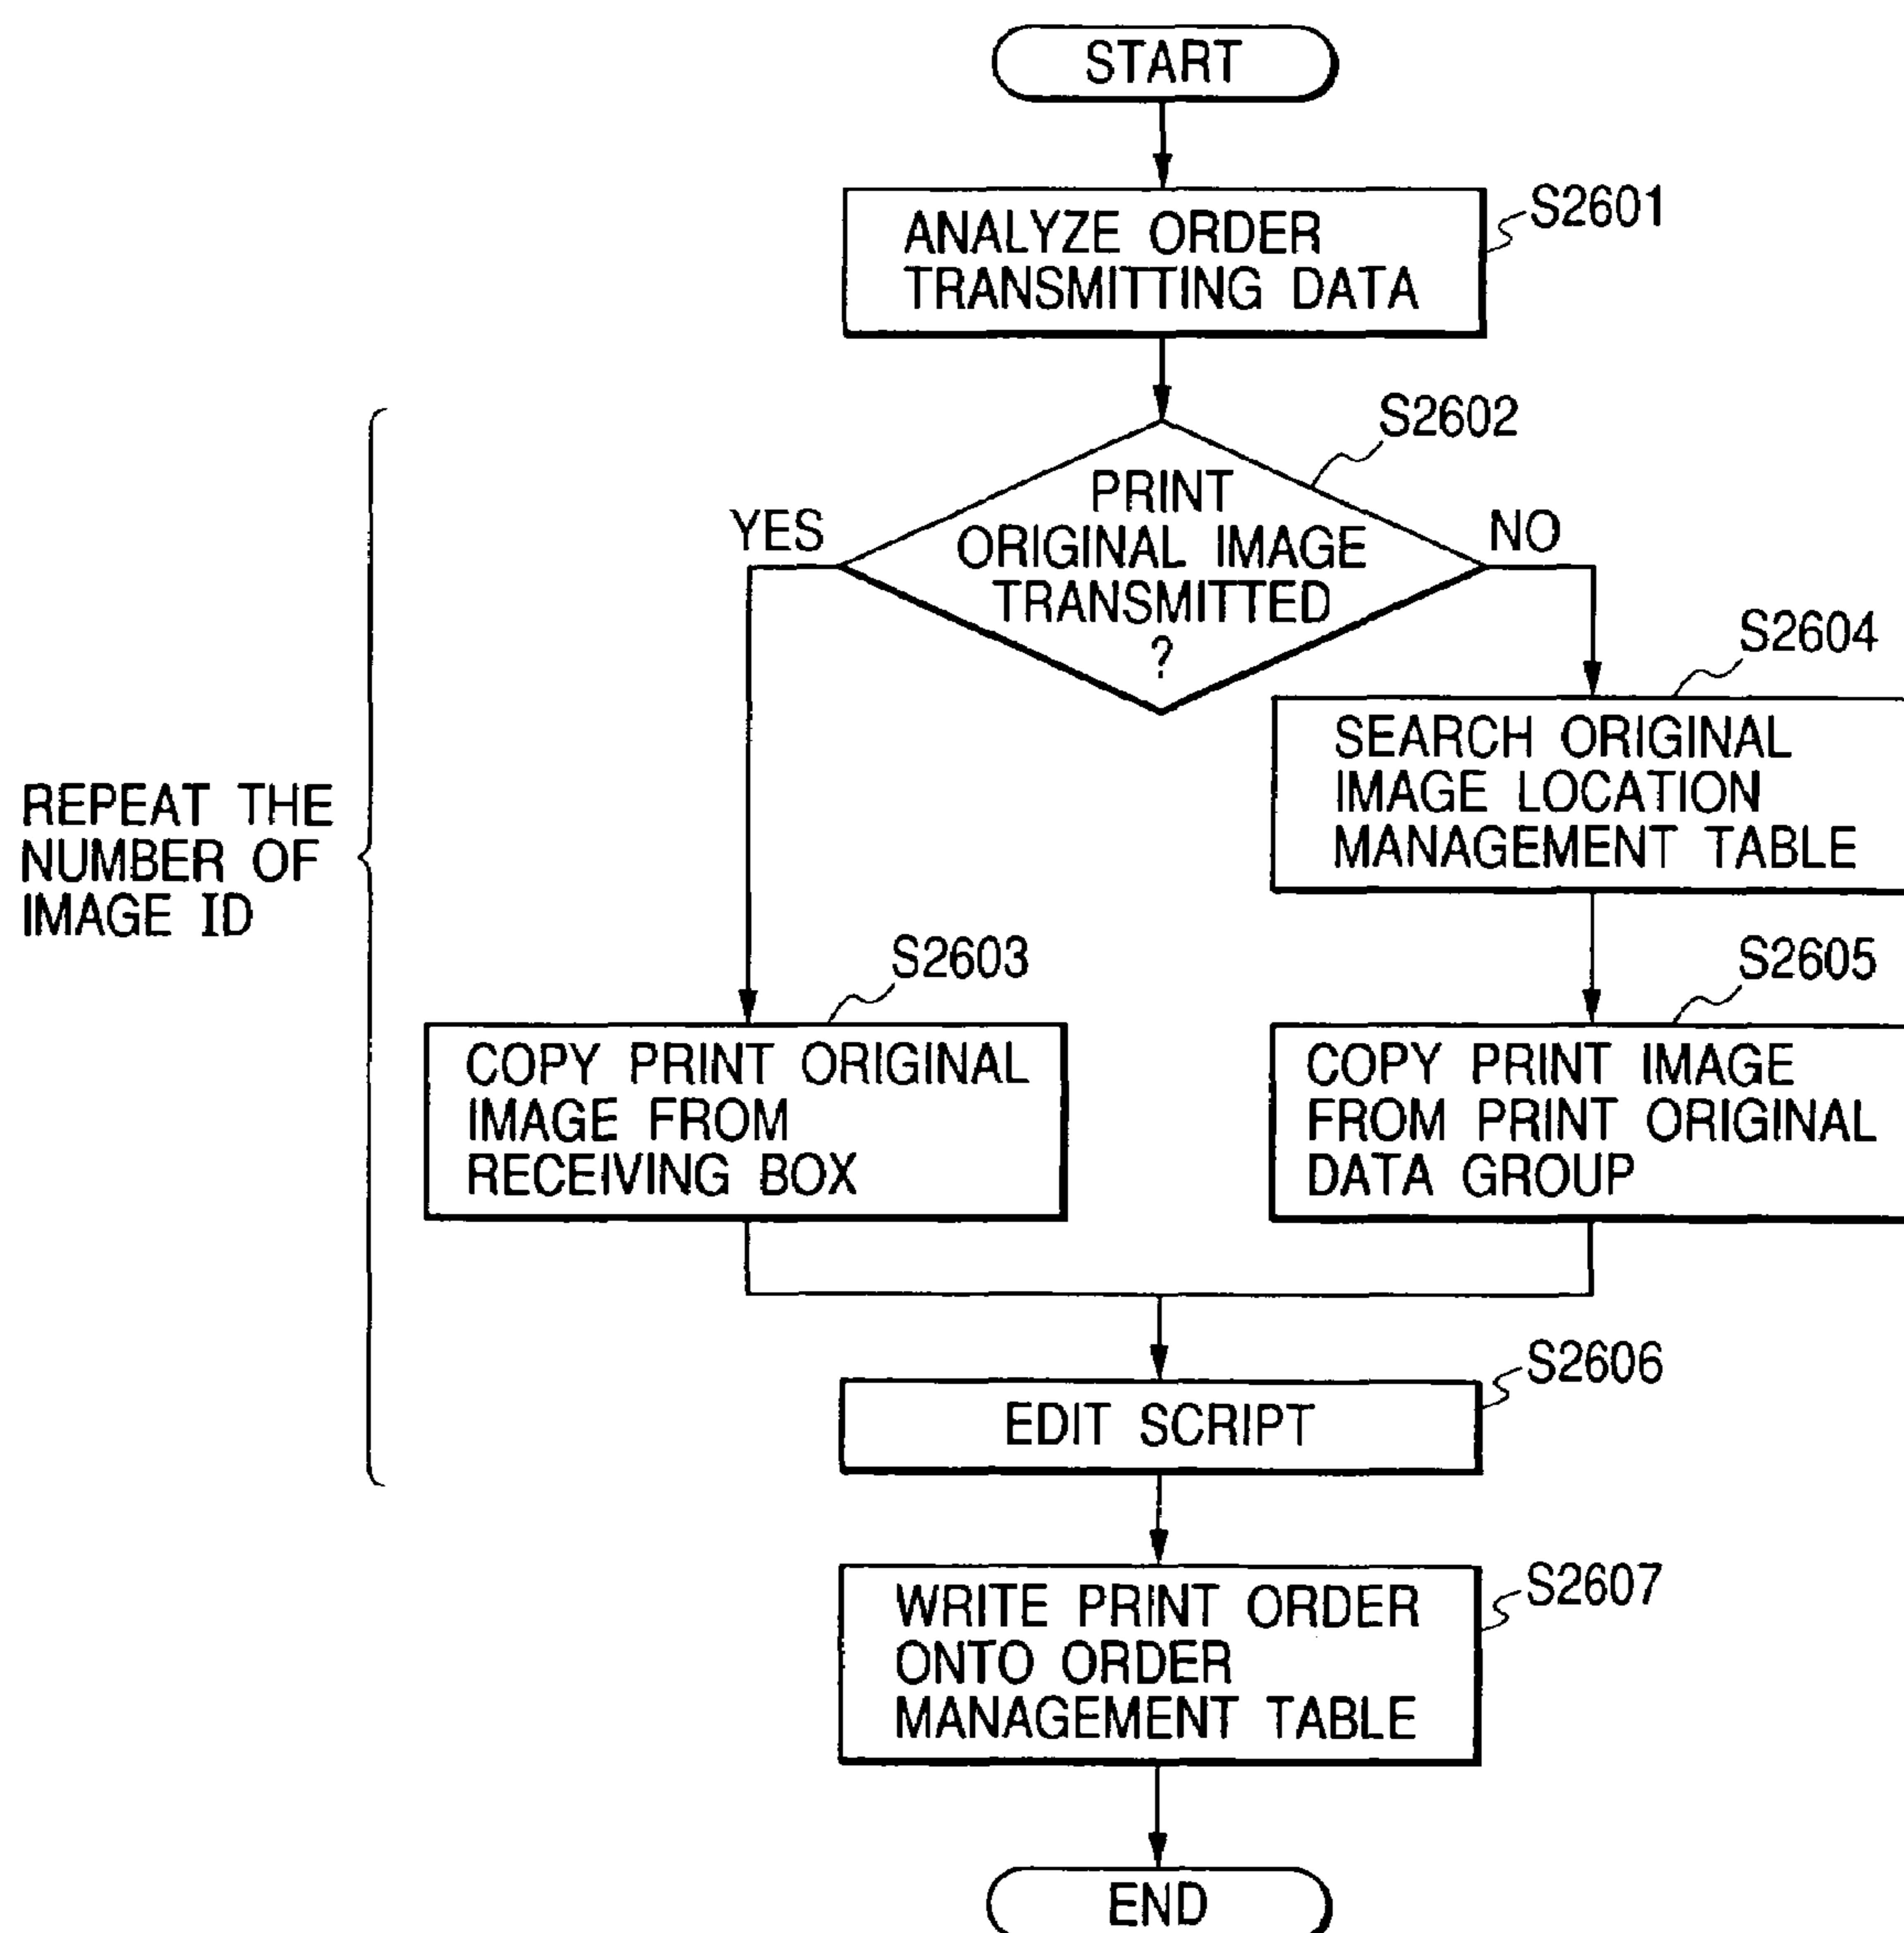 START
S2601
ANALYZE ORDER
TRANSMITTING DATA
S2602
PRINT
ORIGINAL IMAGE
TRANSMITTED
?
YES
NO
S2604
SEARCH ORIGINAL
IMAGE LOCATION
MANAGEMENT TABLE
REPEAT THE
NUMBER OF
IMAGE ID
S2603
COPY PRINT ORIGINAL
IMAGE FROM
RECEIVING BOX
S2605
COPY PRINT IMAGE
FROM PRINT ORIGINAL
DATA GROUP
S2606
EDIT SCRIPT
S2607
WRITE PRINT ORDER
ONTO ORDER
MANAGEMENT TABLE
END